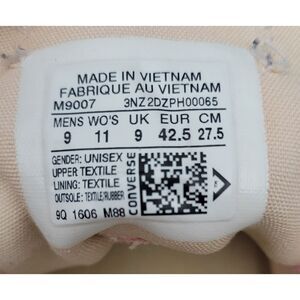 MADE IN VIETNAM
FABRIQUE AU VIETNAM
M9007 3NZ2DZPH00065
MENS WO'S UK EUR CM
9 11 9 42.5 27.5
GENDER: UNISEX
UPPER TEXTILE
LINING: TEXTILE
OUTSOLE: TEXTILE/RUBBER
9Q 1606 M88
CONVERSE